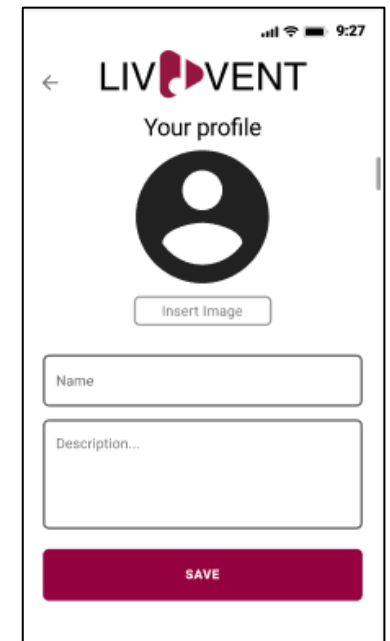 9:27
LIVEVENT
Your profile
Insert Image
Name
Description...
SAVE